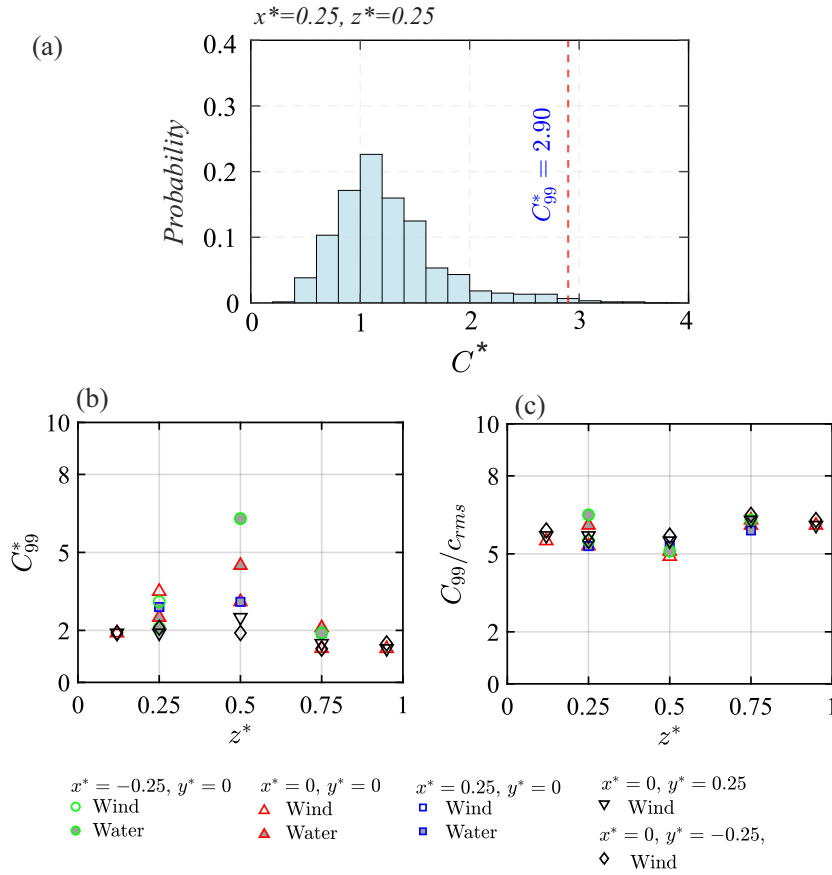 x*=0.25, z*=0.25
(a)
0.4
0.3
0.2
0.1
0
Probability
C*99 = 2.90
0 1 2 3 4
C*
(b) (c)
10
8
5
2
0
C*99
0 0.25 0.5 0.75 1
z*
10
8
5
2
0
C99/crms
0 0.25 0.5 0.75 1
z*
x* = −0.25, y* = 0
Wind
Water
x* = 0, y* = 0
Wind
Water
x* = 0.25, y* = 0
Wind
Water
x* = 0, y* = 0.25
Wind
x* = 0, y* = −0.25,
Wind